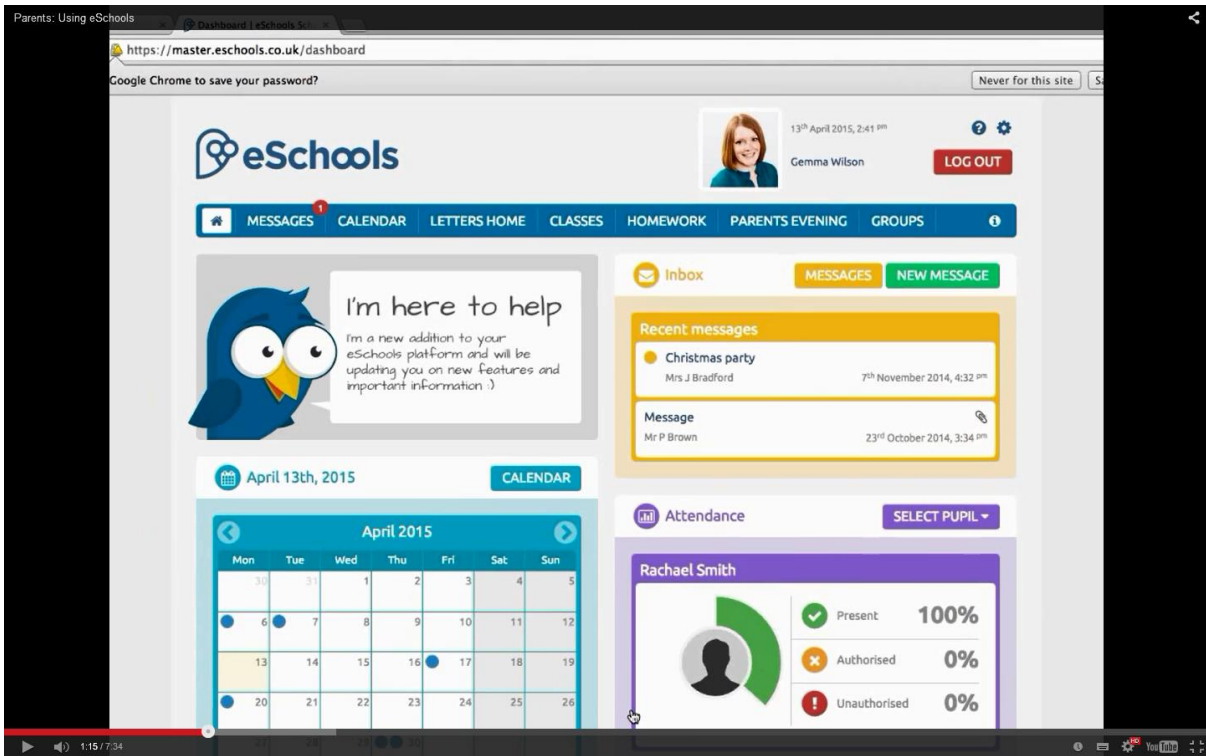 Parents: Using eSchools
Dashboard | eSchools Sch
https://master.eschools.co.uk/dashboard
Google Chrome to save your password?
Never for this site
eSchools
13th April 2015, 2:41 pm
Gemma Wilson
LOG OUT
1
MESSAGES
CALENDAR
LETTERS HOME
CLASSES
HOMEWORK
PARENTS EVENING
GROUPS
I'm here to help
I'm a new addition to your
eSchools platform and will be
updating you on new features and
important information :)
Inbox
MESSAGES
NEW MESSAGE
Recent messages
Christmas party
Mrs J Bradford
7th November 2014, 4:32 pm
Message
Mr P Brown
23rd October 2014, 3:34 pm
April 13th, 2015
CALENDAR
April 2015
Mon Tue Wed Thu Fri Sat Sun
30 31 1 2 3 4 5
6 7 8 9 10 11 12
13 14 15 16 17 18 19
20 21 22 23 24 25 26
27 28 29 30
Attendance
SELECT PUPIL
Rachael Smith
Present 100%
Authorised 0%
Unauthorised 0%
1:15 / 7:34
HD
YouTube